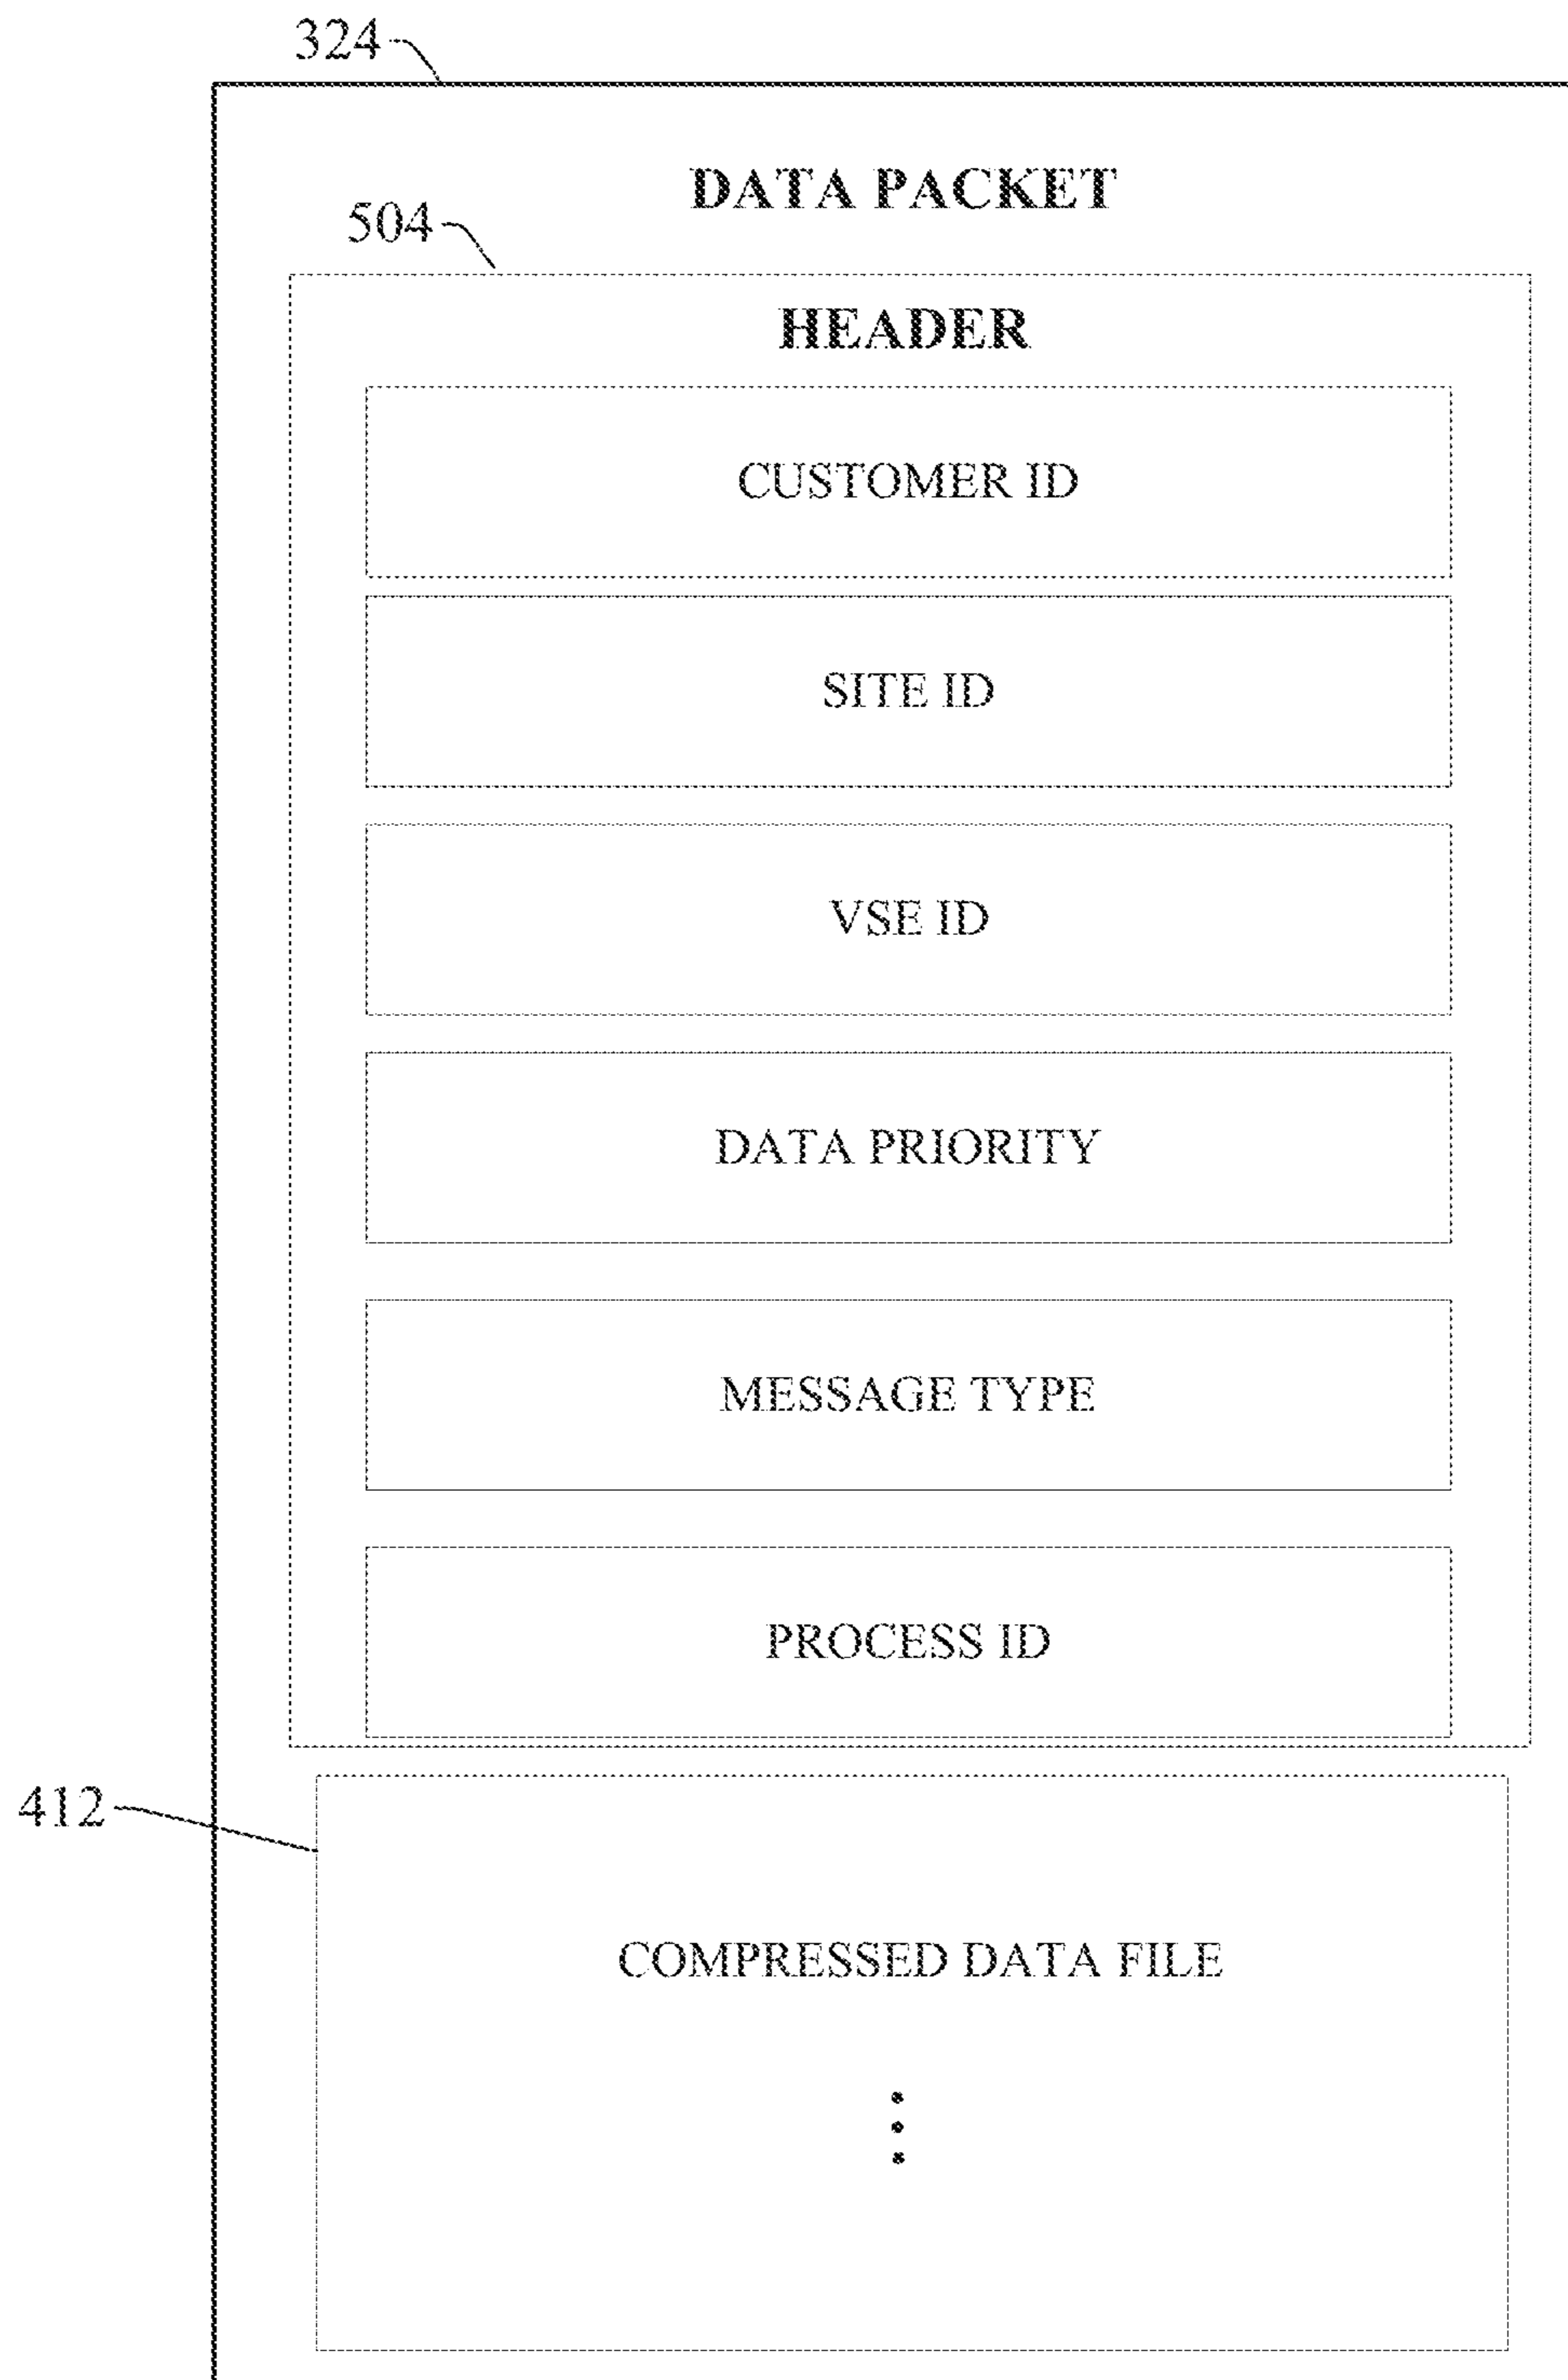 324
DATA PACKET
504
HEADER
CUSTOMER ID
SITE ID
VSE ID
DATA PRIORITY
MESSAGE TYPE
PROCESS ID
412
COMPRESSED DATA FILE